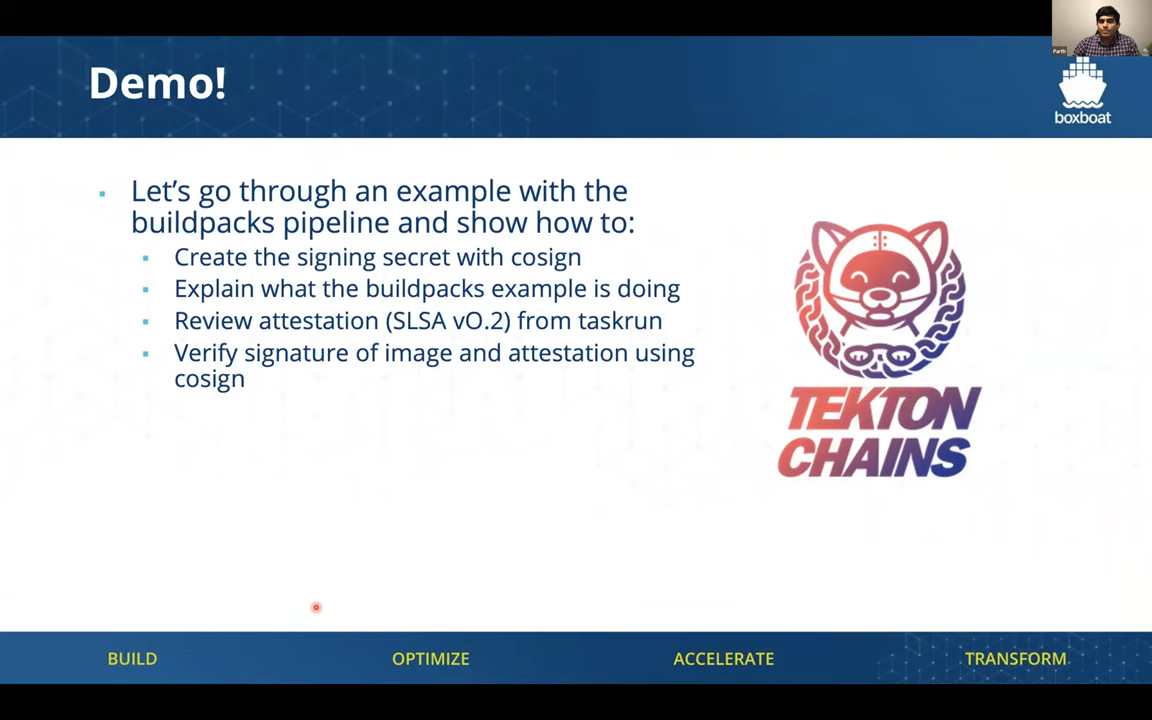 Parth
Demo!
boxboat
Let's go through an example with the
buildpacks pipeline and show how to:
Create the signing secret with cosign
Explain what the buildpacks example is doing
Review attestation (SLSA v0.2) from taskrun
Verify signature of image and attestation using
cosign
TEKTON
CHAINS
BUILD
OPTIMIZE
ACCELERATE
TRANSFORM